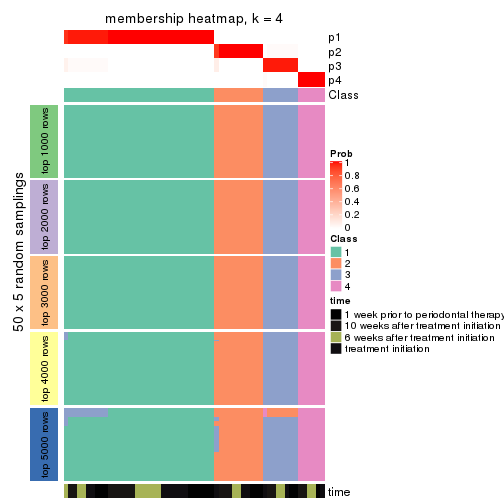 membership heatmap, k = 4
p1
p2
p3
p4
Class
50 x 5 random samplings
top 1000 rows
top 2000 rows
top 3000 rows
top 4000 rows
top 5000 rows
time
Prob
1
0.8
0.6
0.4
0.2
0
Class
1
2
3
4
time
1 week prior to periodontal therapy
10 weeks after treatment initiation
6 weeks after treatment initiation
treatment initiation